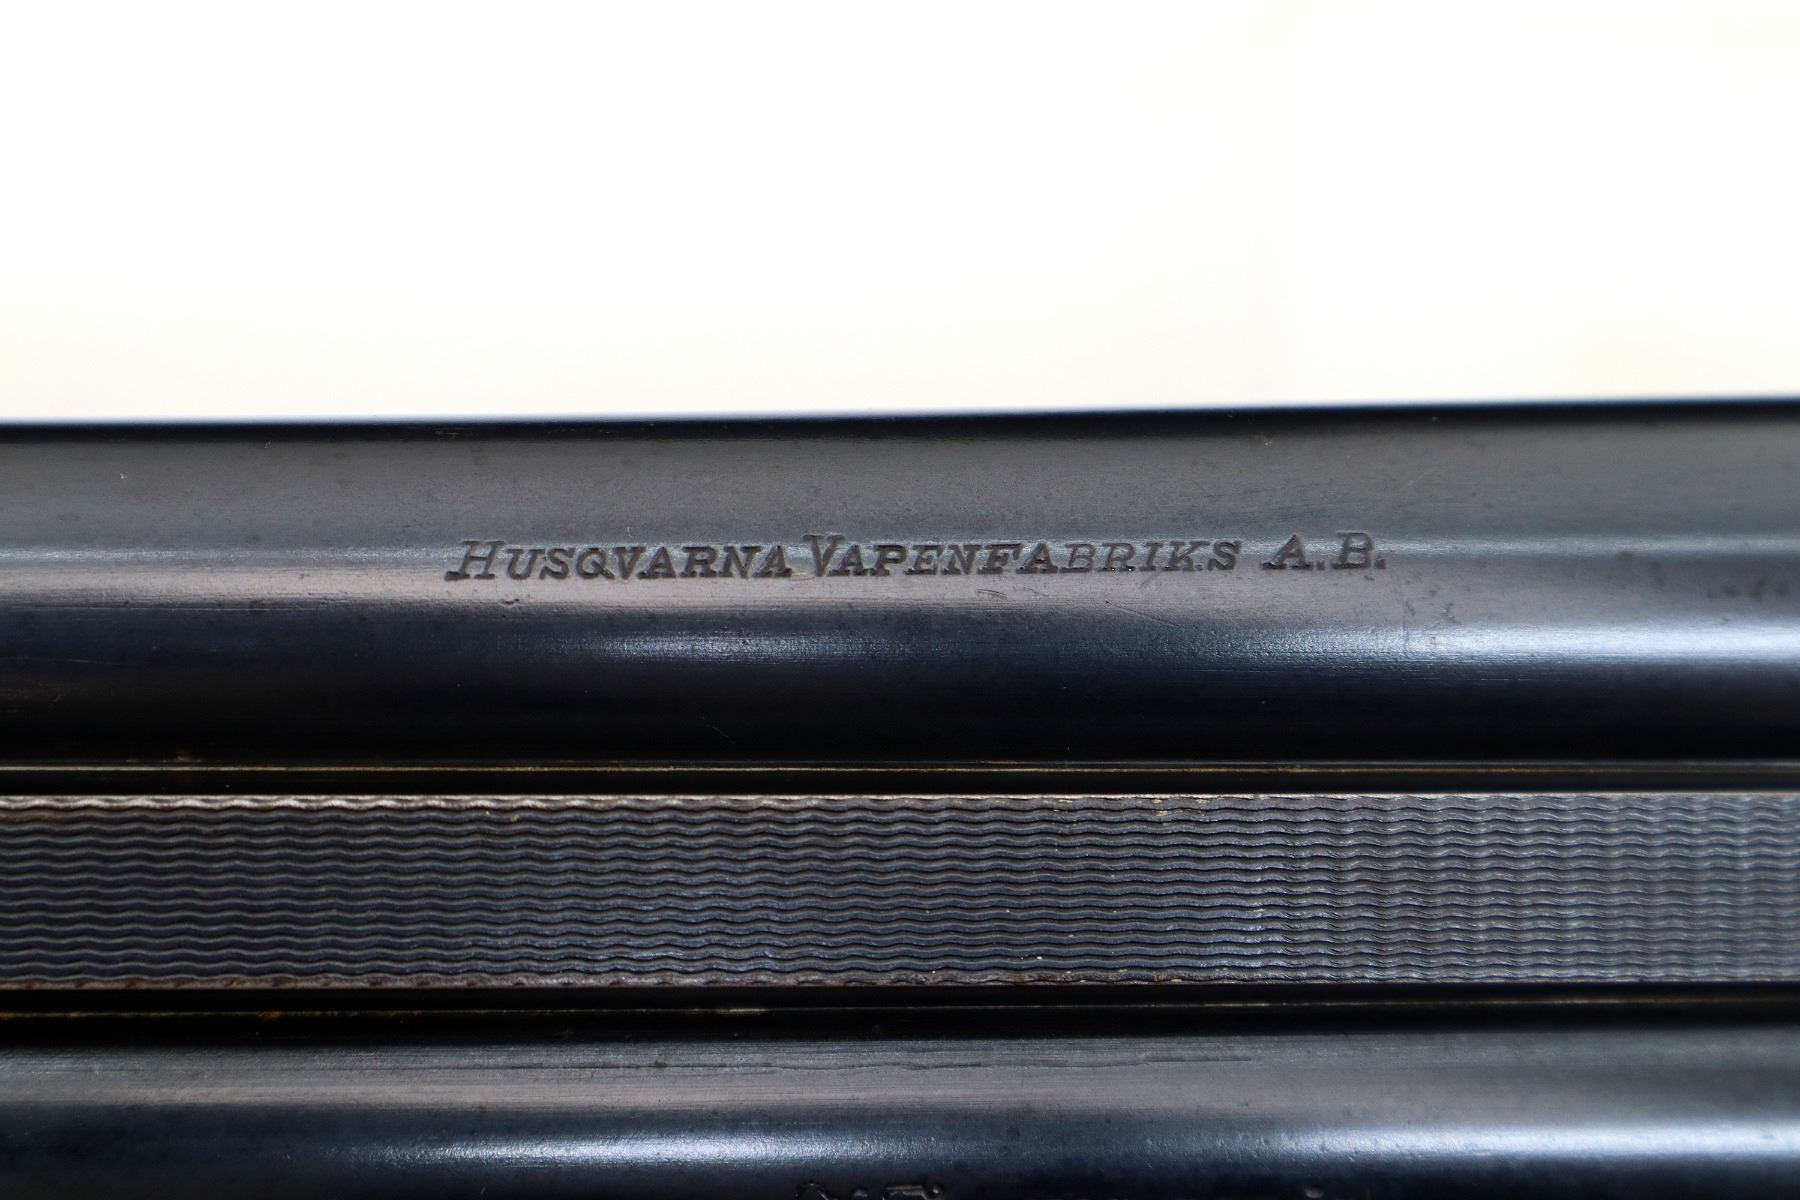 HUSQVARNA VAPENFABRIKS A.B.